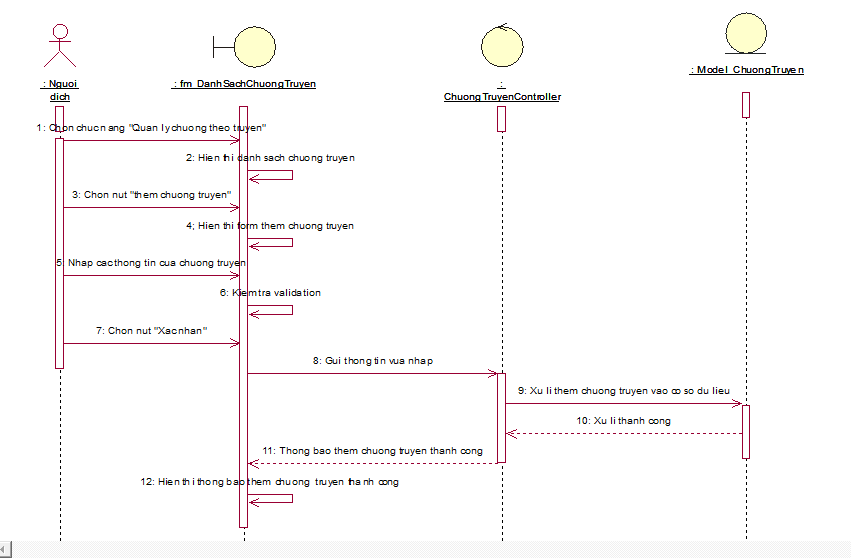 : Nguoi
dich
: fm_DanhSachChuongTruyen
:
ChuongTruyenController
: Model_ChuongTruyen
1: Chon chucnang "Quan ly chuong theo truyen"
2: Hien thi danh sach chuong truyen
3: Chon nut "them chuong truyen"
4; Hien thi form them chuong truyen
5: Nhap cac thong tin cua chuong truyen
6: Kiem tra validation
7: Chon nut "Xac nhan"
8: Gui thong tin vua nhap
9: Xu li them chuong truyen vao co so du lieu
10: Xu li thanh cong
11: Thong bao them chuong truyen thanh cong
12: Hien thi thong bao them chuong truyen thanh cong